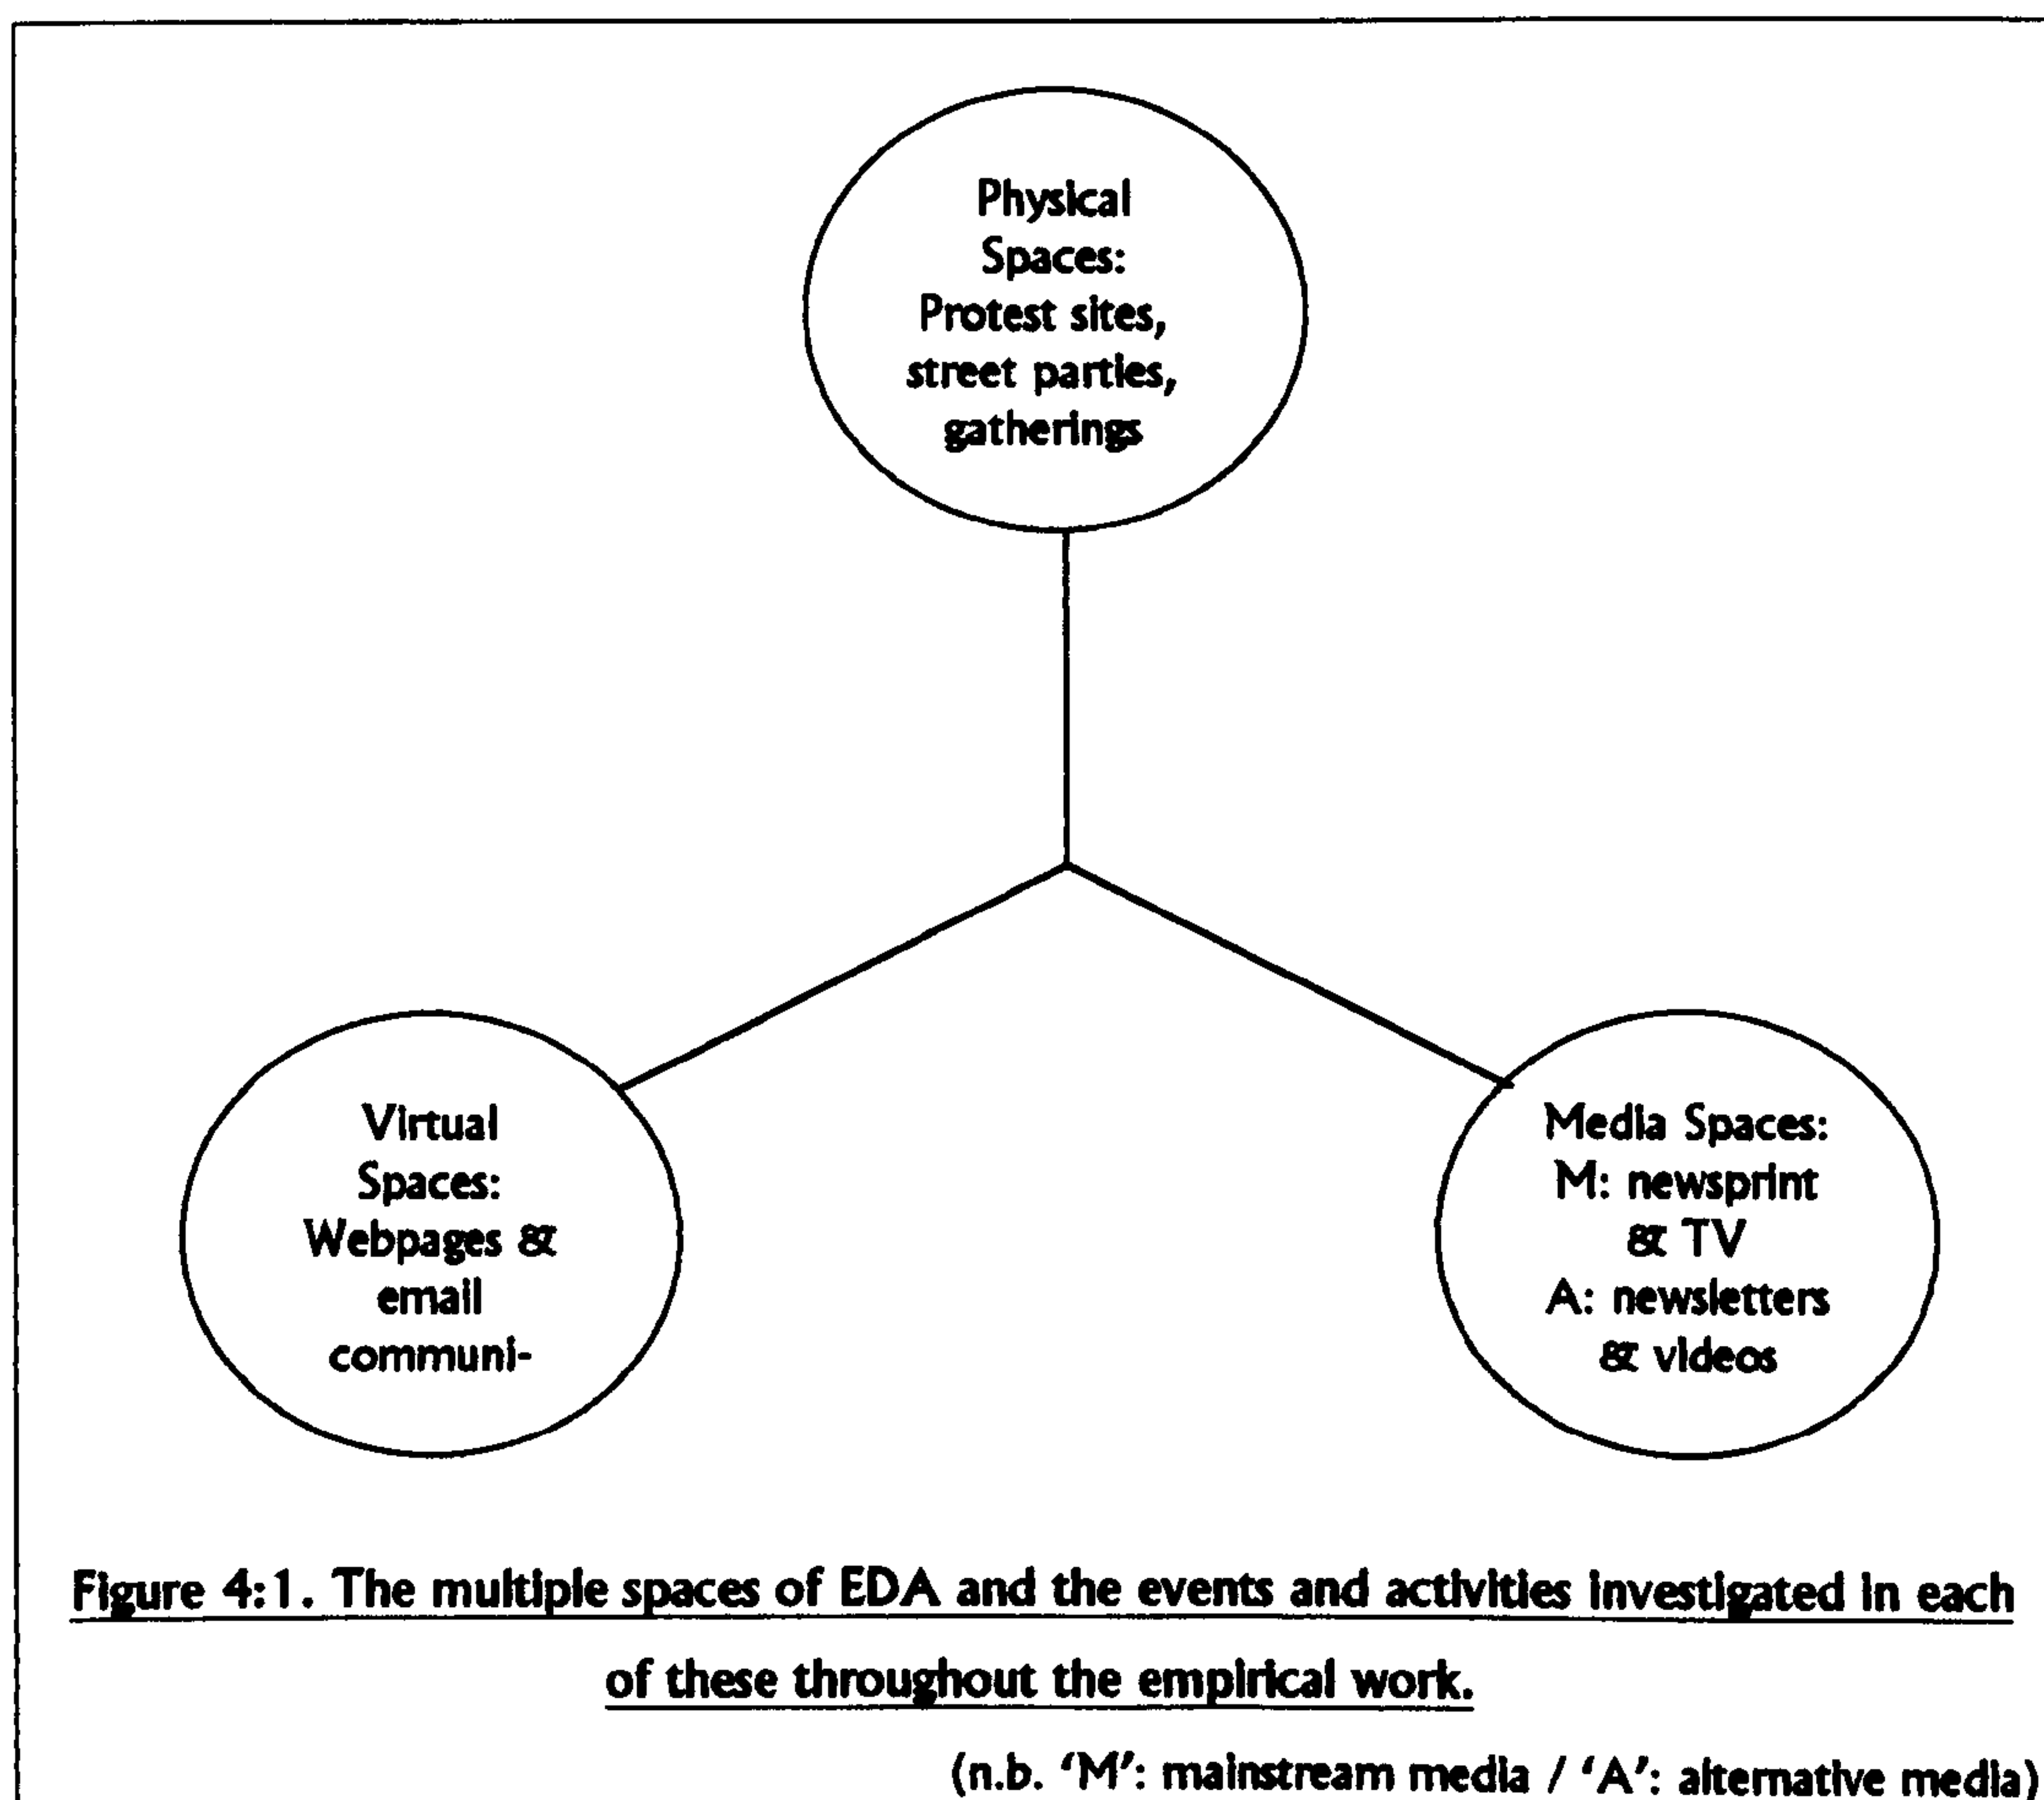 Physical
Spaces:
Protest sites,
street parties,
gatherings
Virtual
Spaces:
Webpages &
email
communi-
Media Spaces:
M: newsprint
& TV
A: newsletters
& videos
Figure 4:1. The multiple spaces of EDA and the events and activities investigated in each
of these throughout the empirical work.
(n.b. 'M': mainstream media / 'A': alternative media)